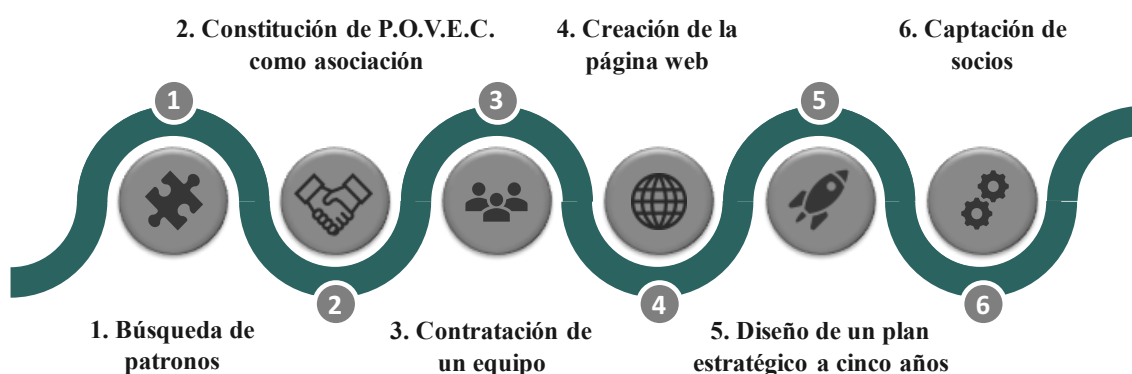 2. Constitución de P.O.V.E.C.
como asociación
4. Creación de la
página web
6. Captación de
socios
1
3
5
2
4
6
1. Búsqueda de
patronos
3. Contratación de
un equipo
5. Diseño de un plan
estratégico a cinco años